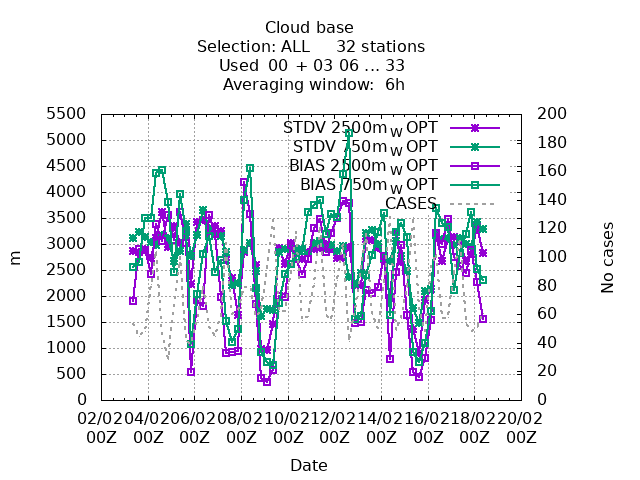 Cloud base
Selection: ALL 32 stations
Used 00 + 03 06 ... 33
Averaging window: 6h
STDV 2500m_W OPT
STDV 750m_W OPT
BIAS 2500m_W OPT
BIAS 750m_W OPT
CASES
5500
5000
4500
4000
3500
3000
2500
2000
1500
1000
500
0
m
200
180
160
140
120
100
80
60
40
20
0
No cases
02/02 04/02 06/02 08/02 10/02 12/02 14/02 16/02 18/02 20/02
00Z 00Z 00Z 00Z 00Z 00Z 00Z 00Z 00Z 00Z
Date